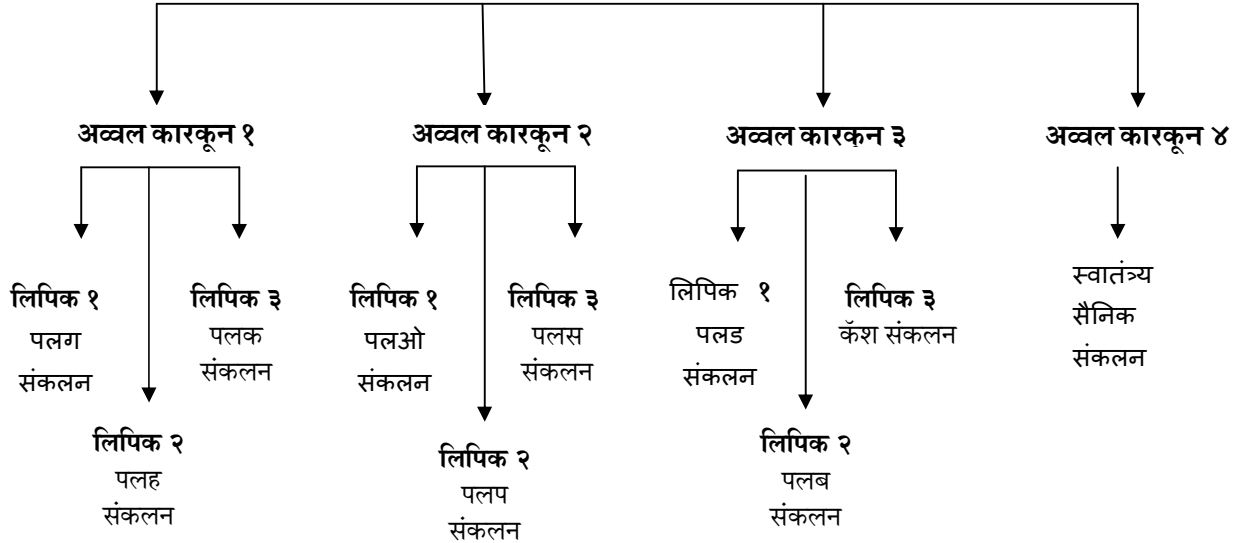 अव्वल कारकून १
अव्वल कारकून २
अव्वल कारकून ३
अव्वल कारकून ४
लिपिक १
पलग
संकलन
लिपिक ३
पलक
संकलन
लिपिक २
पलह
संकलन
लिपिक १
पलओ
संकलन
लिपिक ३
पलस
संकलन
लिपिक २
पलप
संकलन
लिपिक १
पलड
संकलन
लिपिक ३
कॅश संकलन
लिपिक २
पलब
संकलन
स्वातंत्र्य
सैनिक
संकलन